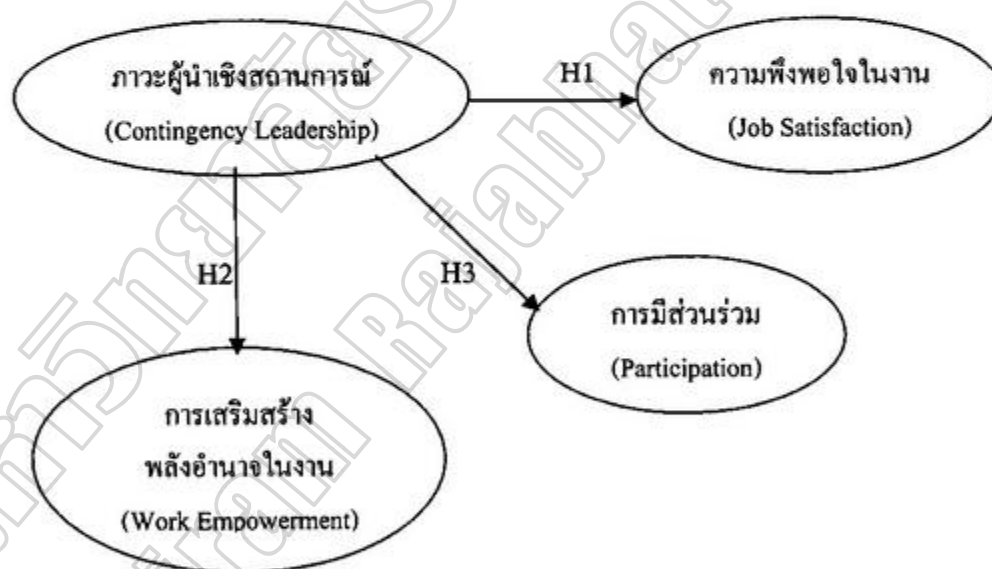 ภาวะผู้นำเชิงสถานการณ์
(Contingency Leadership)
H1
ความพึงพอใจในงาน
(Job Satisfaction)
H2
H3
การมีส่วนร่วม
(Participation)
การเสริมสร้าง
พลังอำนาจในงาน
(Work Empowerment)